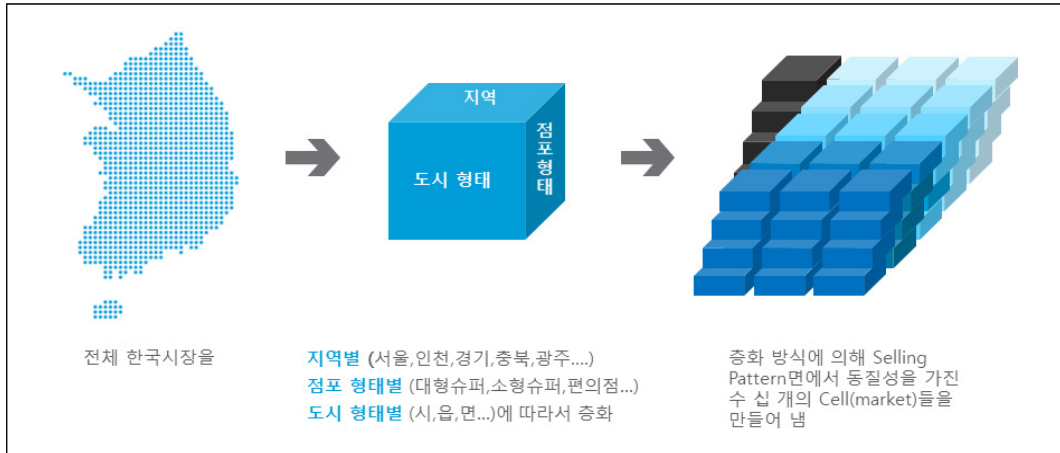 지역
도시 형태
점포형태
전체 한국시장을
지역별 (서울,인천,경기,충북,광주....)
점포 형태별 (대형슈퍼,소형슈퍼,편의점...)
도시 형태별 (시,읍,면...)에 따라서 층화
층화 방식에 의해 Selling
Pattern면에서 동질성을 가진
수 십 개의 Cell(market)들을
만들어 냄